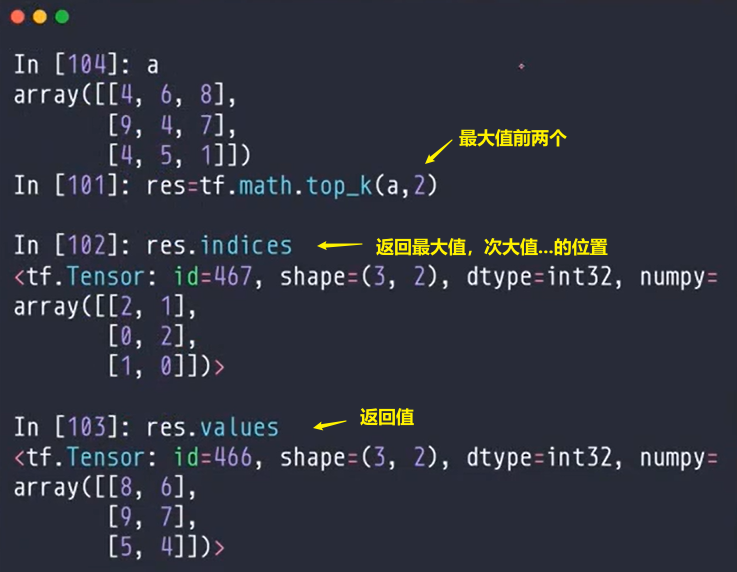 In [104]: a
array([[4, 6, 8],
       [9, 4, 7],
       [4, 5, 1]])
最大值前两个
In [101]: res=tf.math.top_k(a,2)
In [102]: res.indices
返回最大值，次大值...的位置
<tf.Tensor: id=467, shape=(3, 2), dtype=int32, numpy=
array([[2, 1],
       [0, 2],
       [1, 0]])>
In [103]: res.values
返回值
<tf.Tensor: id=466, shape=(3, 2), dtype=int32, numpy=
array([[8, 6],
       [9, 7],
       [5, 4]])>